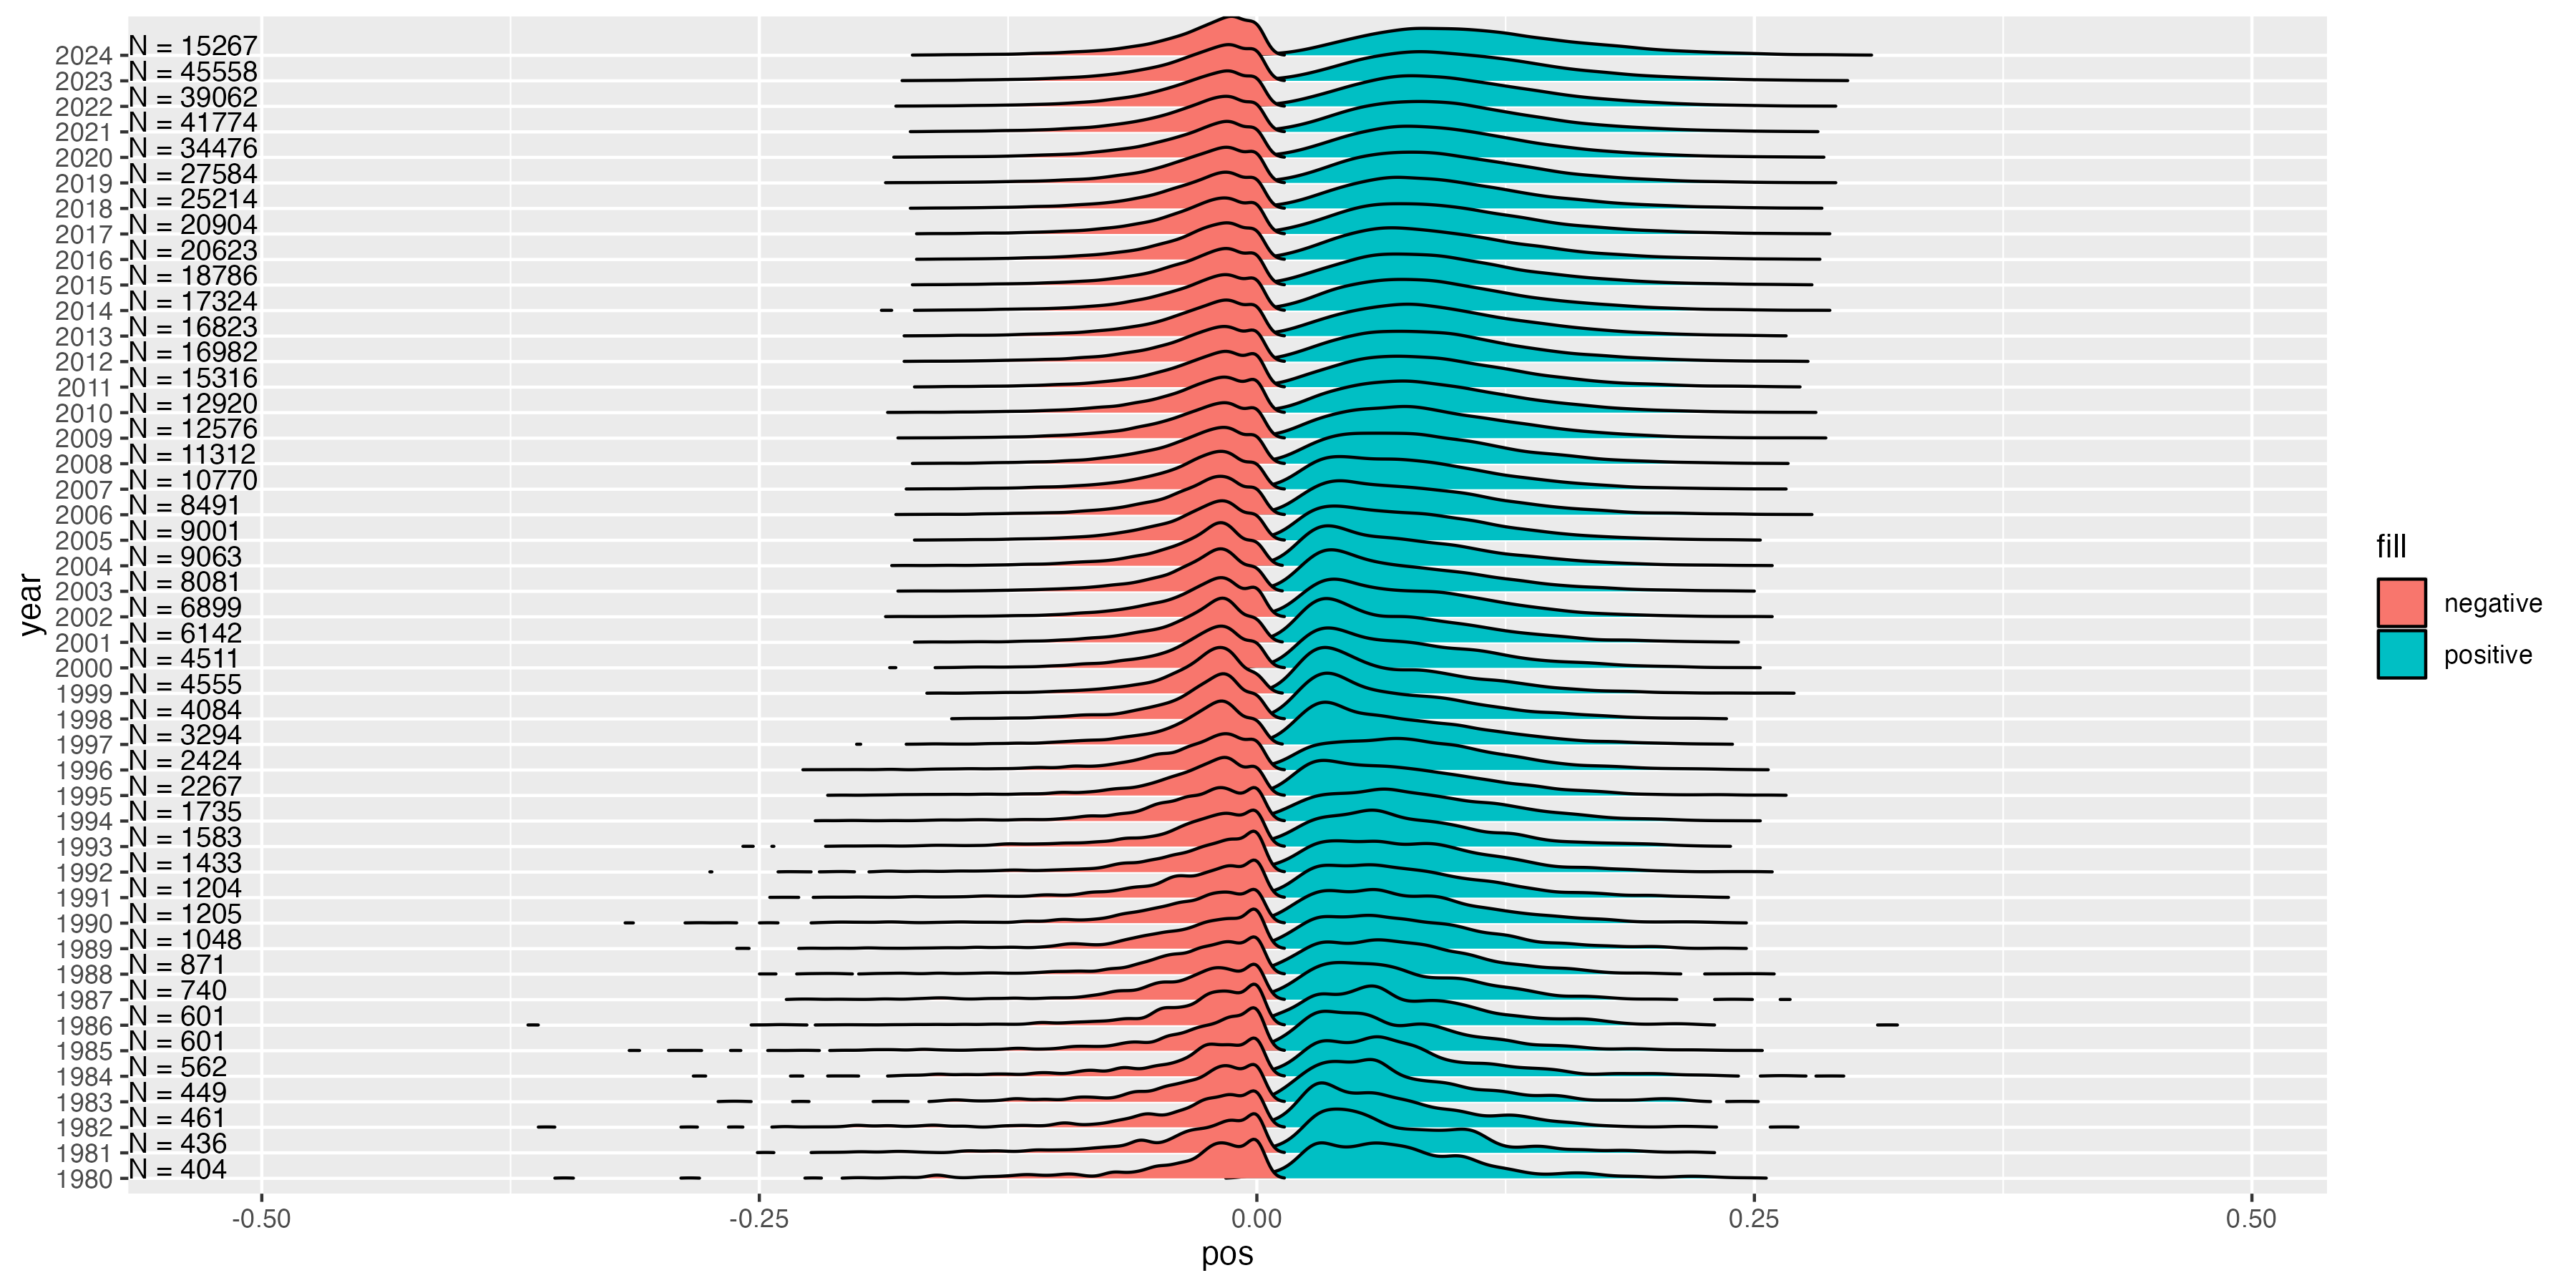 2024 N = 15267
2023 N = 45558
2022 N = 39062
2021 N = 41774
2020 N = 34476
2019 N = 27584
2018 N = 25214
2017 N = 20904
2016 N = 20623
2015 N = 18786
2014 N = 17324
2013 N = 16823
2012 N = 16982
2011 N = 15316
2010 N = 12920
2009 N = 12576
2008 N = 11312
2007 N = 10770
2006 N = 8491
2005 N = 9001
2004 N = 9063
2003 N = 8081
2002 N = 6899
2001 N = 6142
2000 N = 4511
1999 N = 4555
1998 N = 4084
1997 N = 3294
1996 N = 2424
1995 N = 2267
1994 N = 1735
1993 N = 1583
1992 N = 1433
1991 N = 1204
1990 N = 1205
1989 N = 1048
1988 N = 871
1987 N = 740
1986 N = 601
1985 N = 601
1984 N = 562
1983 N = 449
1982 N = 461
1981 N = 436
1980 N = 404
year
-0.50 -0.25 0.00 0.25 0.50
pos
fill
negative
positive